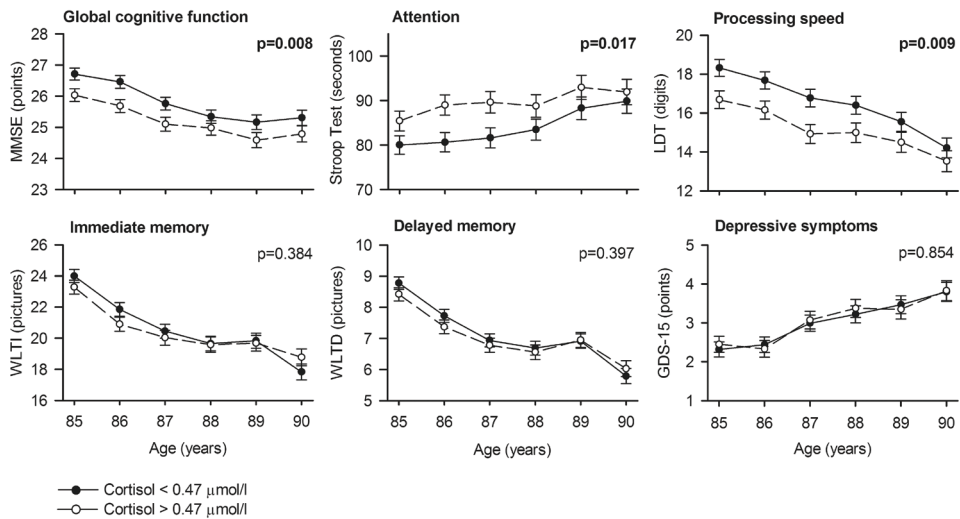 Global cognitive function
p=0.008
MMSE (points)
28
27
26
25
24
23
Attention
p=0.017
Stroop Test (seconds)
100
90
80
70
Processing speed
p=0.009
LDT (digits)
20
18
16
14
12
Immediate memory
p=0.384
WLTI (pictures)
26
24
22
20
18
16
85 86 87 88 89 90
Age (years)
Delayed memory
p=0.397
WLTD (pictures)
10
9
8
7
6
5
85 86 87 88 89 90
Age (years)
Depressive symptoms
p=0.854
GDS-15 (points)
5
4
3
2
1
85 86 87 88 89 90
Age (years)
Cortisol < 0.47 μmol/l
Cortisol > 0.47 μmol/l